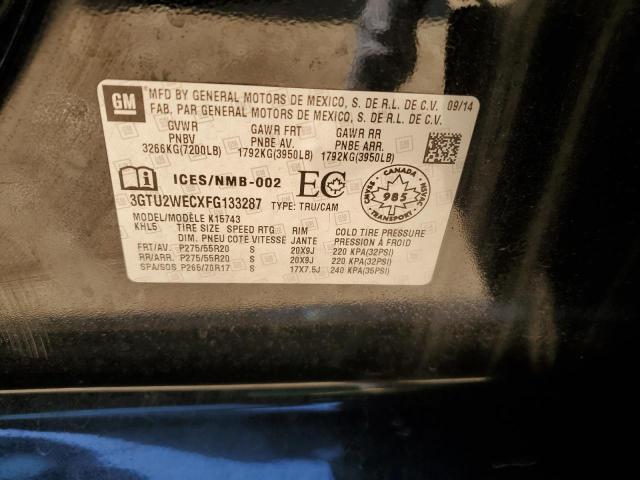 GM
MFD BY GENERAL MOTORS DE MEXICO, S. DE R.L. DE C.V. 09/14
FAB. PAR GENERAL MOTORS DE MEXICO, S. DE R.L. DE C.V.
GVWR GAWR FRT GAWR RR
PNBV PNBE AV. PNBE ARR.
3266KG(7200LB) 1792KG(3950LB) 1792KG(3950LB)
ICES/NMB-002 EC
CANADA
985
TRANSPORT
3GTU2WECXFG133287 TYPE: TRU/CAM
MODEL/MODÈLE K15743
KHL5 TIRE SIZE SPEED RTG RIM COLD TIRE PRESSURE
DIM. PNEU COTE VITESSE JANTE PRESSION À FROID
FRT/AV. P275/55R20 S 20X9J 220 KPA(32PSI)
RR/ARR. P275/55R20 S 20X9J 220 KPA(32PSI)
SPA/SOS P265/70R17 S 17X7.5J 240 KPA(35PSI)